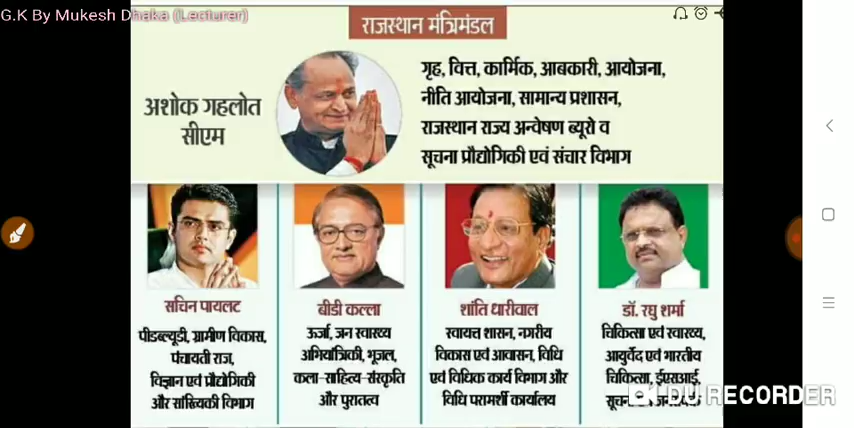 G.K By Mukesh Dhaka (Lecturer)
राजस्थान मंत्रिमंडल
अशोक गहलोत
सीएम
गृह, वित्त, कार्मिक, आबकारी, आयोजना,
नीति आयोजना, सामान्य प्रशासन,
राजस्थान राज्य अन्वेषण ब्यूरो व
सूचना प्रौद्योगिकी एवं संचार विभाग
सचिन पायलट
पीडब्ल्यूडी, ग्रामीण विकास,
पंचायती राज,
विज्ञान एवं प्रौद्योगिकी
और सांख्यिकी विभाग
बीडी कल्ला
ऊर्जा, जन स्वास्थ्य
अभियांत्रिकी, भूजल,
कला-साहित्य-संस्कृति
और पुरातत्व
शांति धारीवाल
स्वायत्त शासन, नगरीय
विकास एवं आवासन, विधि
एवं विधिक कार्य विभाग और
विधि परामर्शी कार्यालय
डॉ. रघु शर्मा
चिकित्सा एवं स्वास्थ्य,
आयुर्वेद एवं भारतीय
चिकित्सा, ईएसआई,
DU RECORDER